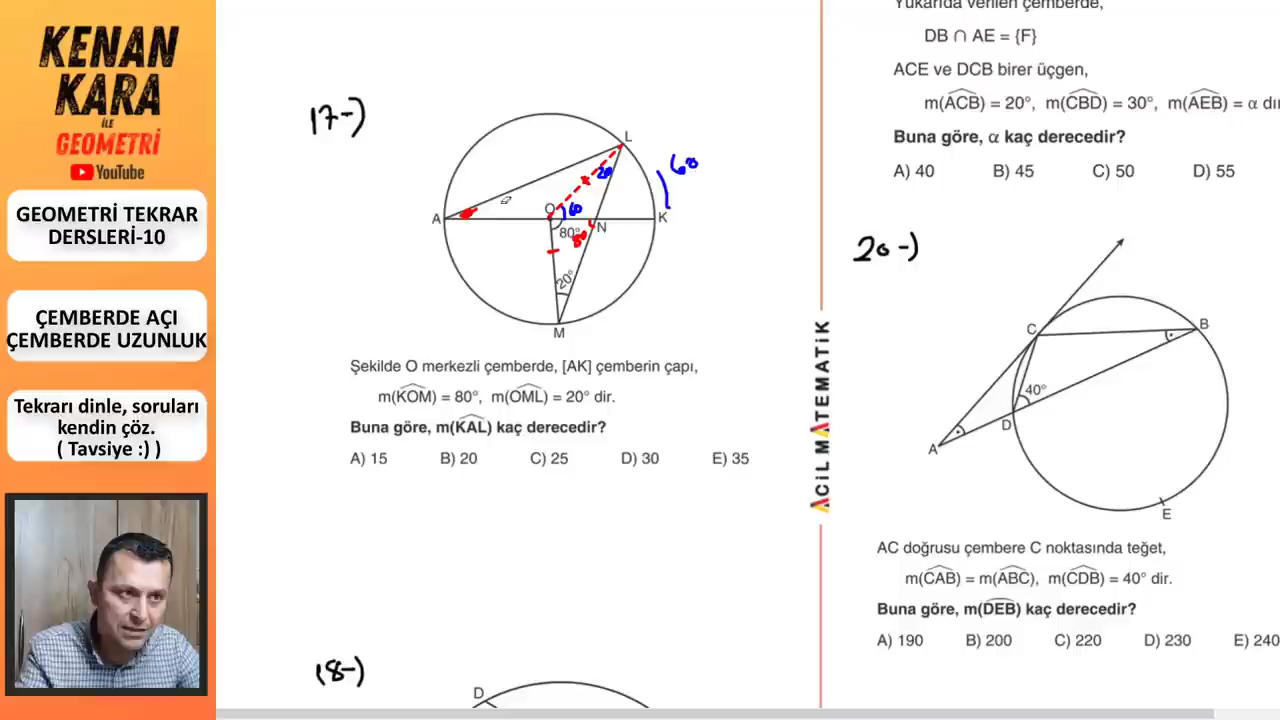 KENAN
KARA
İLE
GEOMETRİ
YouTube
GEOMETRİ TEKRAR
DERSLERİ-10
ÇEMBERDE AÇI
ÇEMBERDE UZUNLUK
Tekrarı dinle, soruları
kendin çöz.
( Tavsiye :) )
17-)
L
20
60
A
O
60
K
80°
80
N
20°
M
Şekilde O merkezli çemberde, [AK] çemberin çapı,
m(KOM) = 80°, m(OML) = 20° dir.
Buna göre, m(KAL) kaç derecedir?
A) 15 B) 20 C) 25 D) 30 E) 35
18-)
D
ACİL MATEMATİK
Yukarıda verilen çemberde,
DB ∩ AE = {F}
ACE ve DCB birer üçgen,
m(ACB) = 20°, m(CBD) = 30°, m(AEB) = α
Buna göre, α kaç derecedir?
A) 40 B) 45 C) 50 D) 55
20-)
C
B
40°
D
A
E
AC doğrusu çembere C noktasında teğet,
m(CAB) = m(ABC), m(CDB) = 40° dir.
Buna göre, m(DEB) kaç derecedir?
A) 190 B) 200 C) 220 D) 230 E) 240